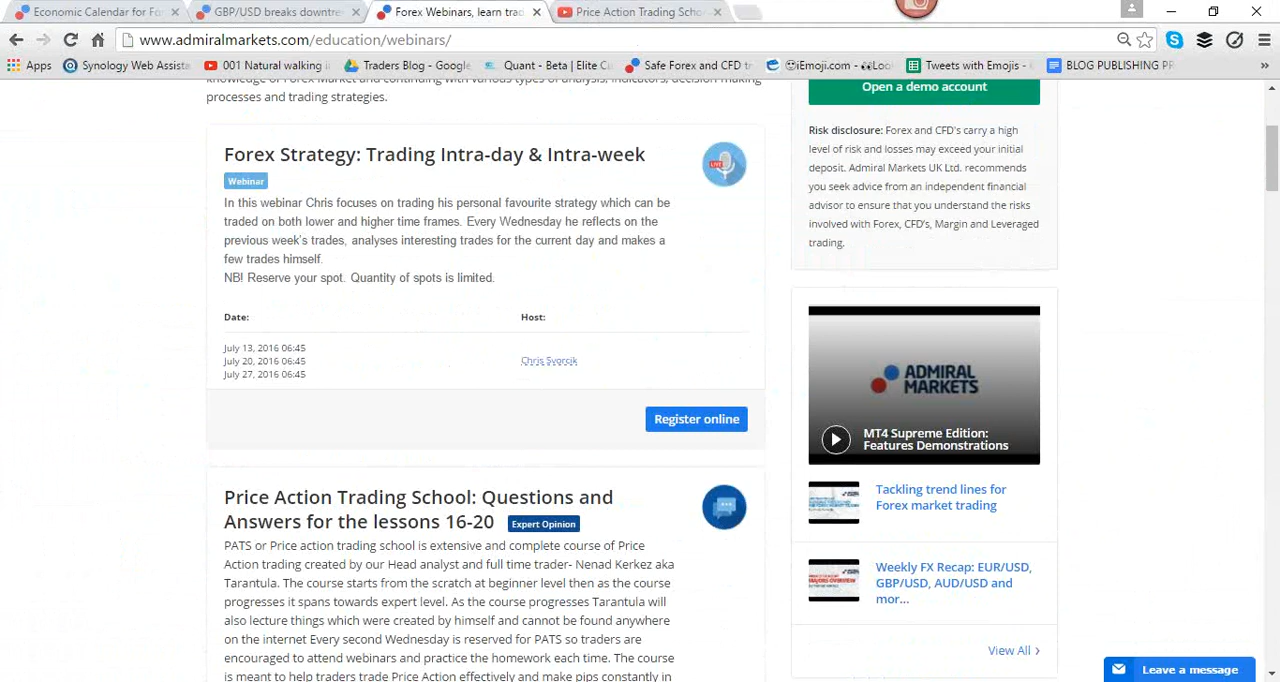 Economic Calendar for Fo
GBP/USD breaks downtre
Forex Webinars, learn trad
Price Action Trading Scho
www.admiralmarkets.com/education/webinars/
Apps
Synology Web Assista
001 Natural walking
Traders Blog - Google
Quant - Beta | Elite Cu
Safe Forex and CFD tr
iEmoji.com -
Tweets with Emojis -
BLOG PUBLISHING PR
»
knowledge of Forex Market and continuing with various types of analysis, indicators, decision making
processes and trading strategies.
Forex Strategy: Trading Intra-day & Intra-week
LIVE
Webinar
In this webinar Chris focuses on trading his personal favourite strategy which can be
traded on both lower and higher time frames. Every Wednesday he reflects on the
previous week's trades, analyses interesting trades for the current day and makes a
few trades himself.
NB! Reserve your spot. Quantity of spots is limited.
Date:
Host:
July 13, 2016 06:45
July 20, 2016 06:45
July 27, 2016 06:45
Chris Svorcik
Register online
Price Action Trading School: Questions and
Answers for the lessons 16-20
Expert Opinion
PATS or Price action trading school is extensive and complete course of Price
Action trading created by our Head analyst and full time trader- Nenad Kerkez aka
Tarantula. The course starts from the scratch at beginner level then as the course
progresses it spans towards expert level. As the course progresses Tarantula will
also lecture things which were created by himself and cannot be found anywhere
on the internet Every second Wednesday is reserved for PATS so traders are
encouraged to attend webinars and practice the homework each time. The course
is meant to help traders trade Price Action effectively and make pips constantly in
Open a demo account
Risk disclosure: Forex and CFD's carry a high
level of risk and losses may exceed your initial
deposit. Admiral Markets UK Ltd. recommends
you seek advice from an independent financial
advisor to ensure that you understand the risks
involved with Forex, CFD's, Margin and Leveraged
trading.
ADMIRAL
MARKETS
MT4 Supreme Edition:
Features Demonstrations
Tackling trend lines for
Forex market trading
Weekly FX Recap: EUR/USD,
GBP/USD, AUD/USD and
mor...
View All ›
Leave a message